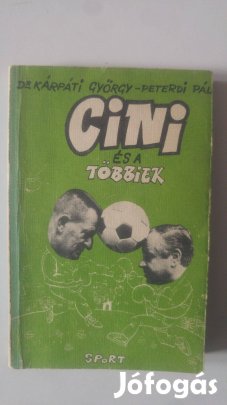 DR KÁRPÁTI GYÖRGY-PETERDI PÁL
CINI
ÉS A
TÖBBIEK
SPORT
Jófogás